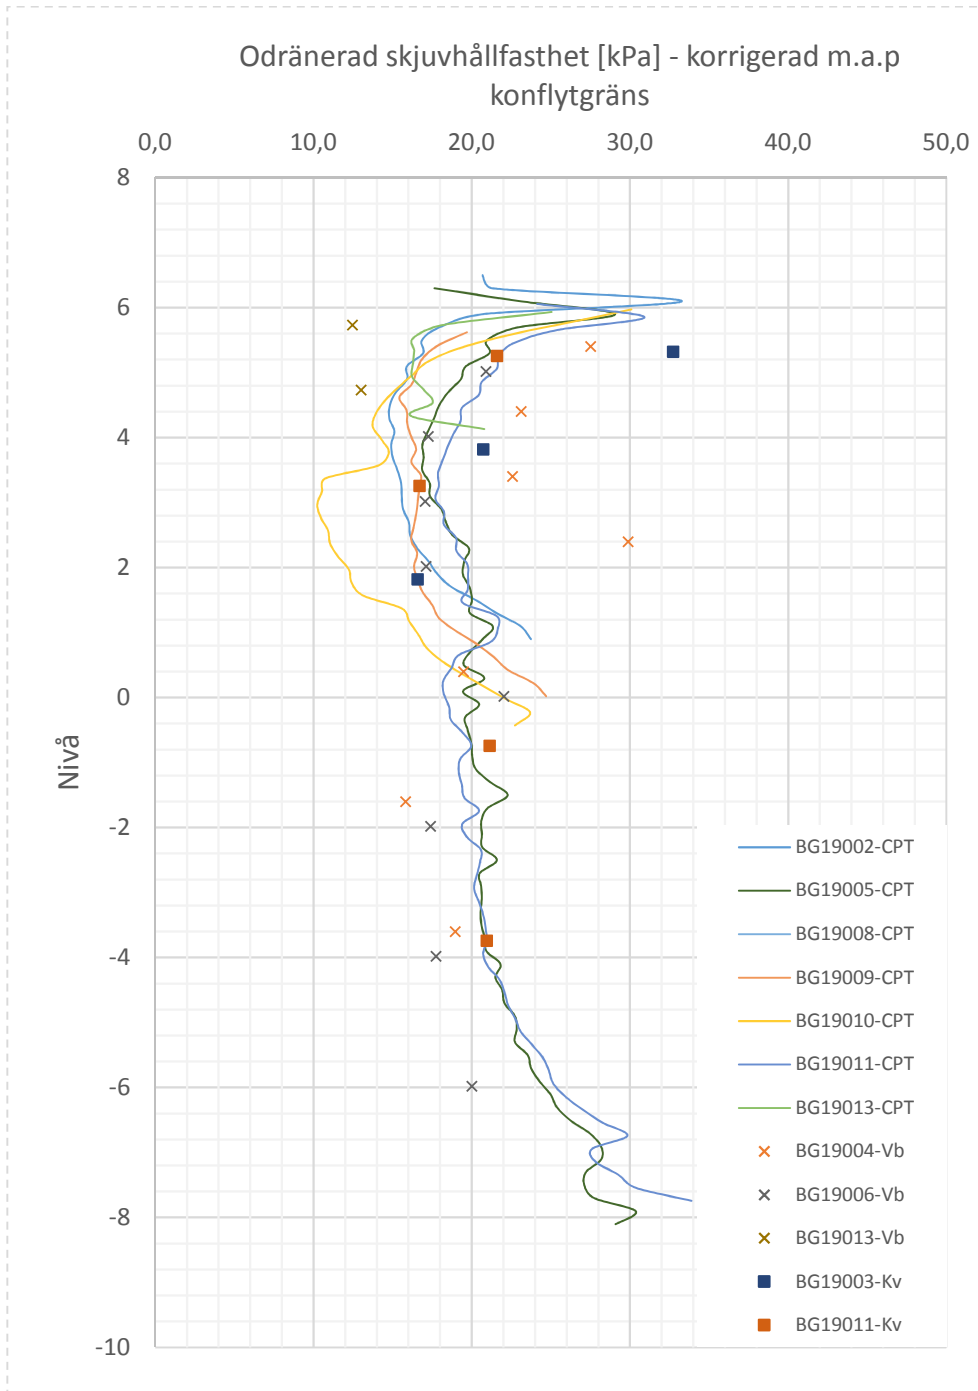 Odränerad skjuvhållfasthet [kPa] - korrigerad m.a.p
konflytgräns
0,0 10,0 20,0 30,0 40,0 50,0
8
6
4
2
0
-2
-4
-6
-8
-10
Nivå
BG19002-CPT
BG19005-CPT
BG19008-CPT
BG19009-CPT
BG19010-CPT
BG19011-CPT
BG19013-CPT
BG19004-Vb
BG19006-Vb
BG19013-Vb
BG19003-Kv
BG19011-Kv